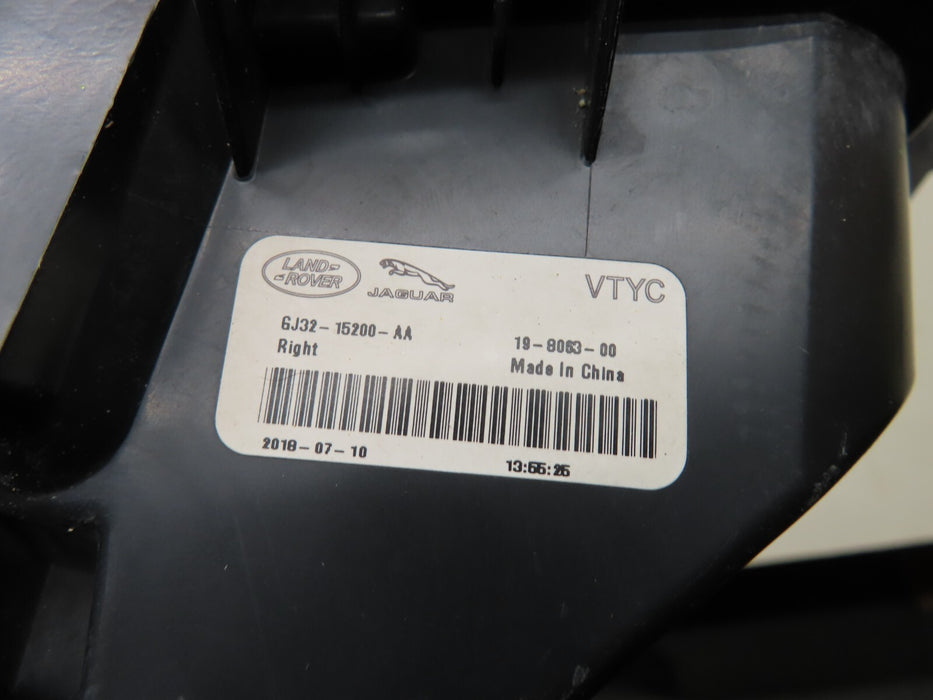 LAND-
-ROVER
JAGUAR
VTYC
GJ32-15200-AA
19-8063-00
Right
Made In China
2018-07-10
13:55:25